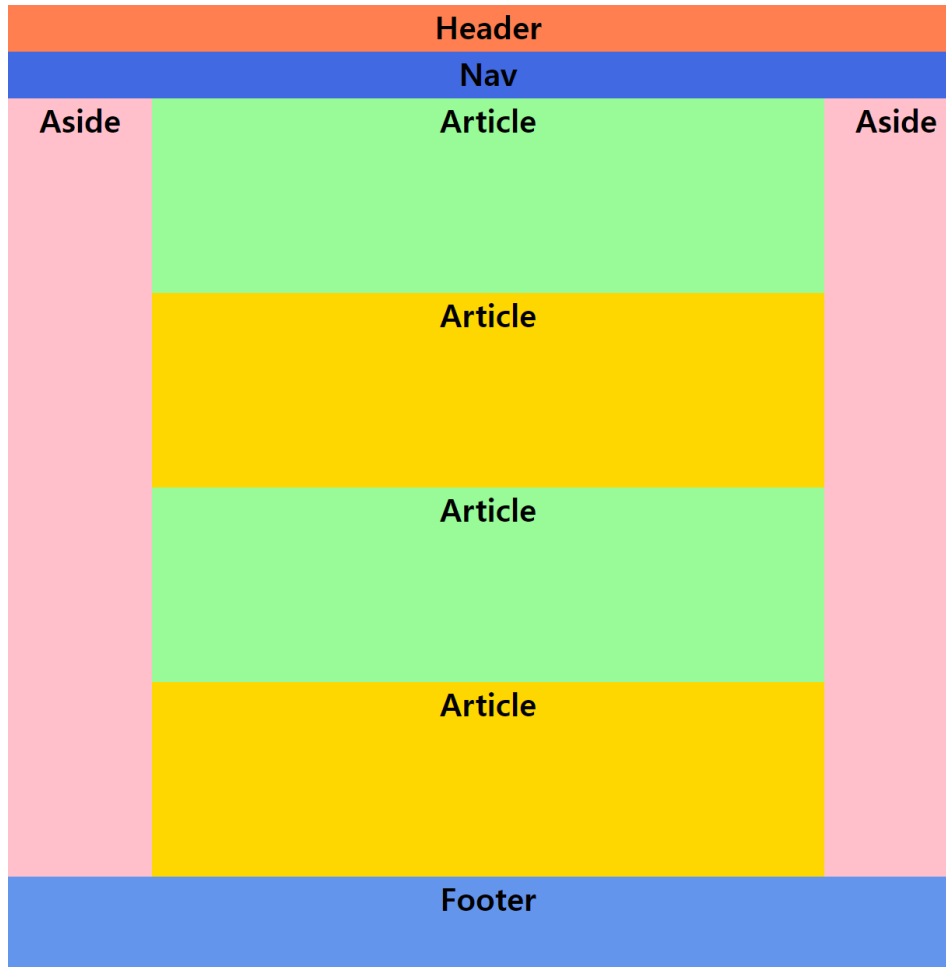 Header
Nav
Aside
Article
Aside
Article
Article
Article
Footer